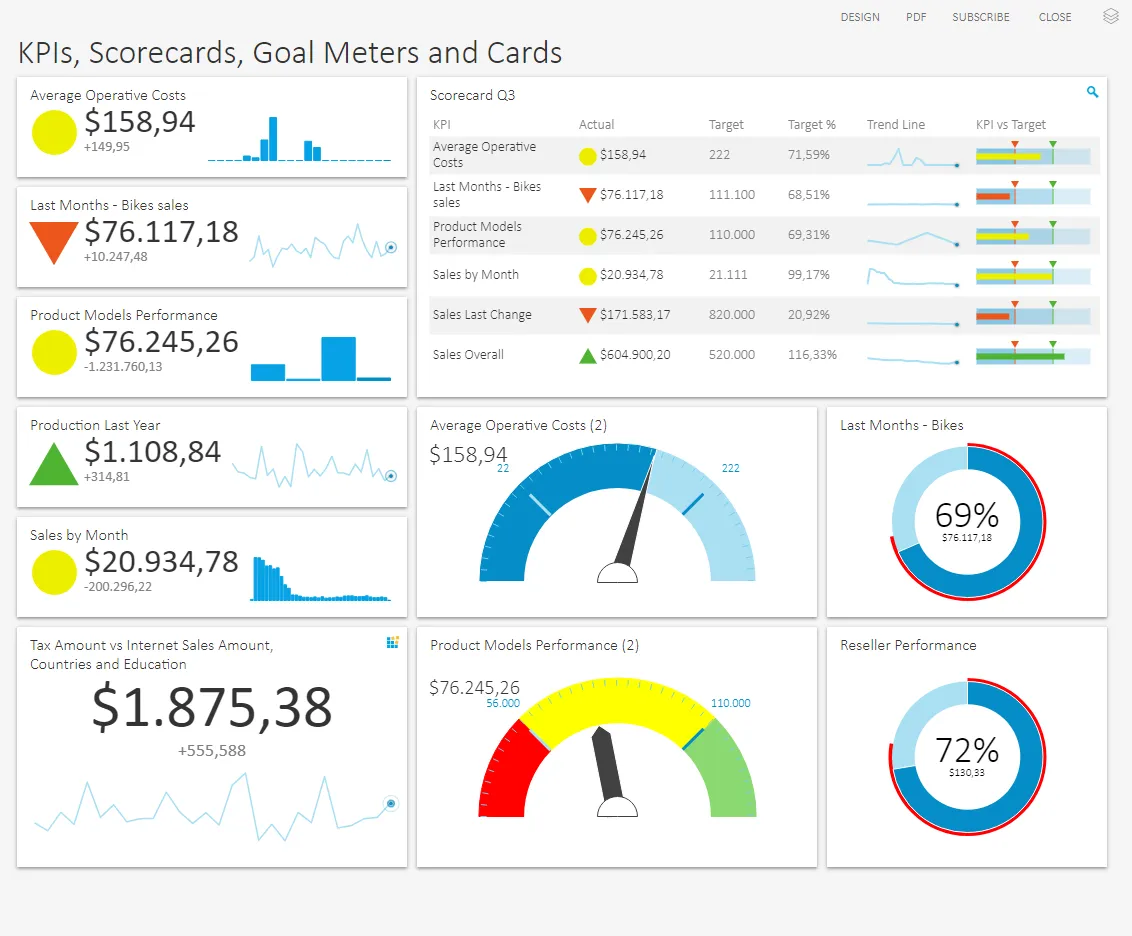 DESIGN PDF SUBSCRIBE CLOSE
KPIs, Scorecards, Goal Meters and Cards
Average Operative Costs
$158,94
+149,95
Last Months - Bikes sales
$76.117,18
+10.247,48
Product Models Performance
$76.245,26
-1.231.760,13
Production Last Year
$1.108,84
+314,81
Sales by Month
$20.934,78
-200.296,22
Tax Amount vs Internet Sales Amount,
Countries and Education
$1.875,38
+555,588
Scorecard Q3
KPI Actual Target Target % Trend Line KPI vs Target
Average Operative
Costs
$158,94 222 71,59%
Last Months - Bikes
sales
$76.117,18 111.100 68,51%
Product Models
Performance
$76.245,26 110.000 69,31%
Sales by Month $20.934,78 21.111 99,17%
Sales Last Change $171.583,17 820.000 20,92%
Sales Overall $604.900,20 520.000 116,33%
Average Operative Costs (2)
$158,94
22 222
Last Months - Bikes
69%
$76.117,18
Product Models Performance (2)
$76.245,26
56.000 110.000
Reseller Performance
72%
$130,33